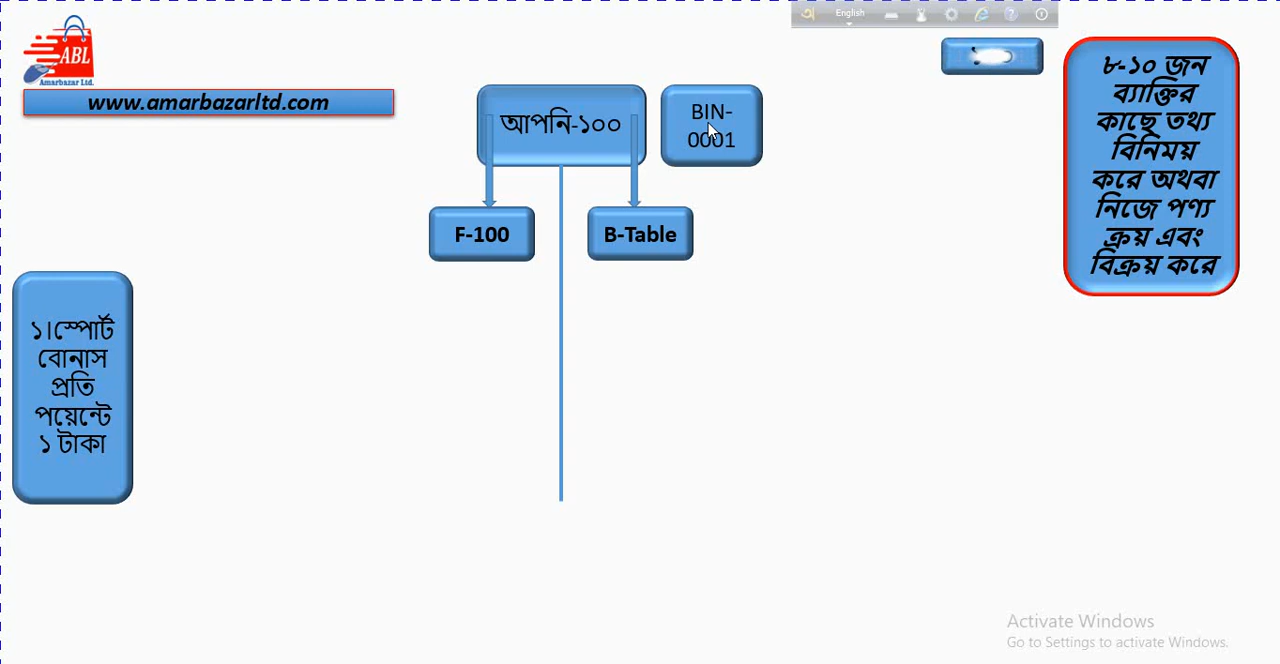 English
ABL
Amarbazar Ltd.
www.amarbazarltd.com
আপনি-১০০
BIN-
0001
F-100
B-Table
৮-১০ জন
ব্যাক্তির
কাছে তথ্য
বিনিময়
করে অথবা
নিজে পণ্য
ক্রয় এবং
বিক্রয় করে
১।স্পোর্ট
বোনাস
প্রতি
পয়েন্টে
১ টাকা
Activate Windows
Go to Settings to activate Windows.